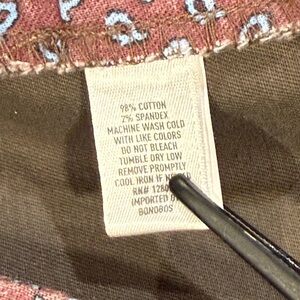 98% COTTON
2% SPANDEX
MACHINE WASH COLD
WITH LIKE COLORS
DO NOT BLEACH
TUMBLE DRY LOW
REMOVE PROMPTLY
COOL IRON IF
RN#
IMPORTED
BONOBOS